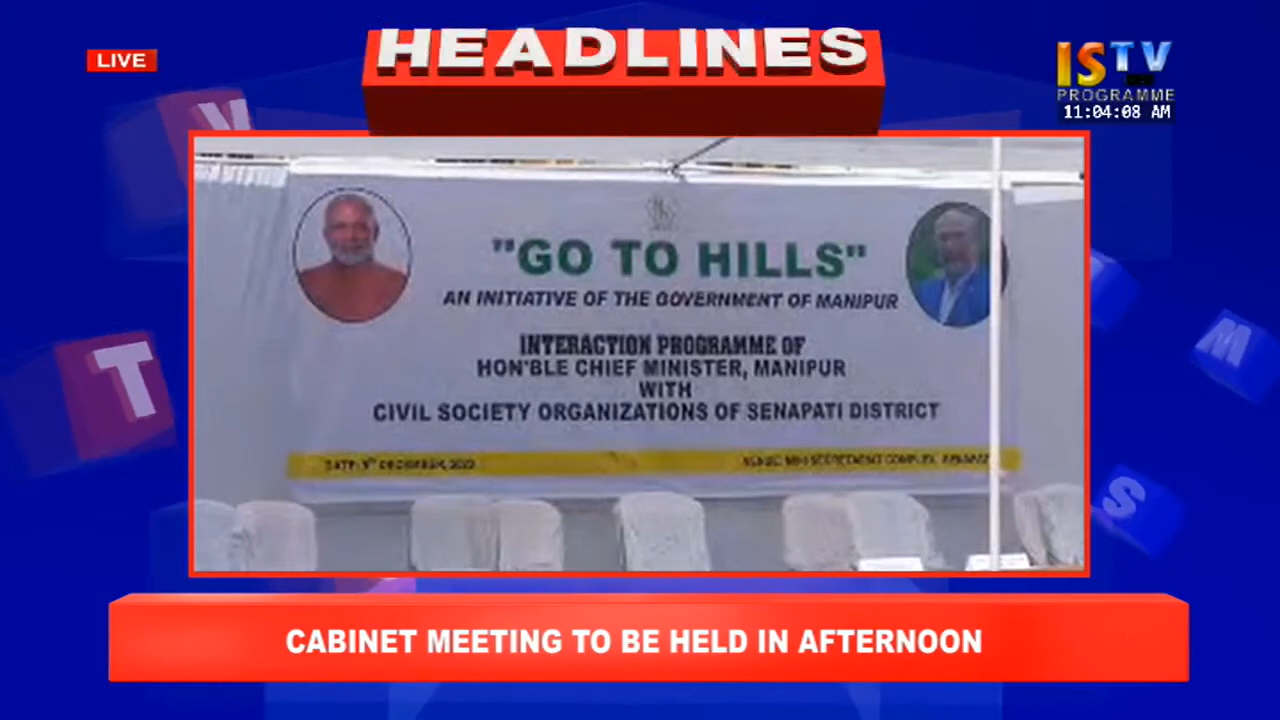 HEADLINES
LIVE
ISTV
PROGRAMME
11:04:08 AM
"GO TO HILLS"
AN INITIATIVE OF THE GOVERNMENT OF MANIPUR
INTERACTION PROGRAMME OF
HON'BLE CHIEF MINISTER, MANIPUR
WITH
CIVIL SOCIETY ORGANIZATIONS OF SENAPATI DISTRICT
CABINET MEETING TO BE HELD IN AFTERNOON
V
T
M
S